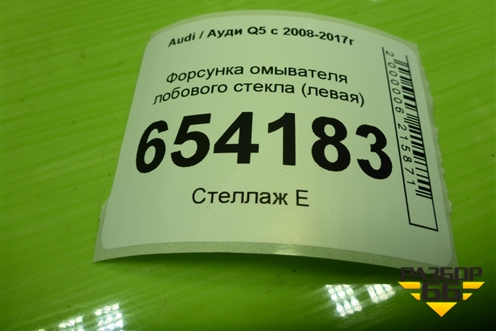 Audi / Ауди Q5 с 2008-2017г
Форсунка омывателя
лобового стекла (левая)
654183
Стеллаж Е
2000006215871
РАЗБОР
66